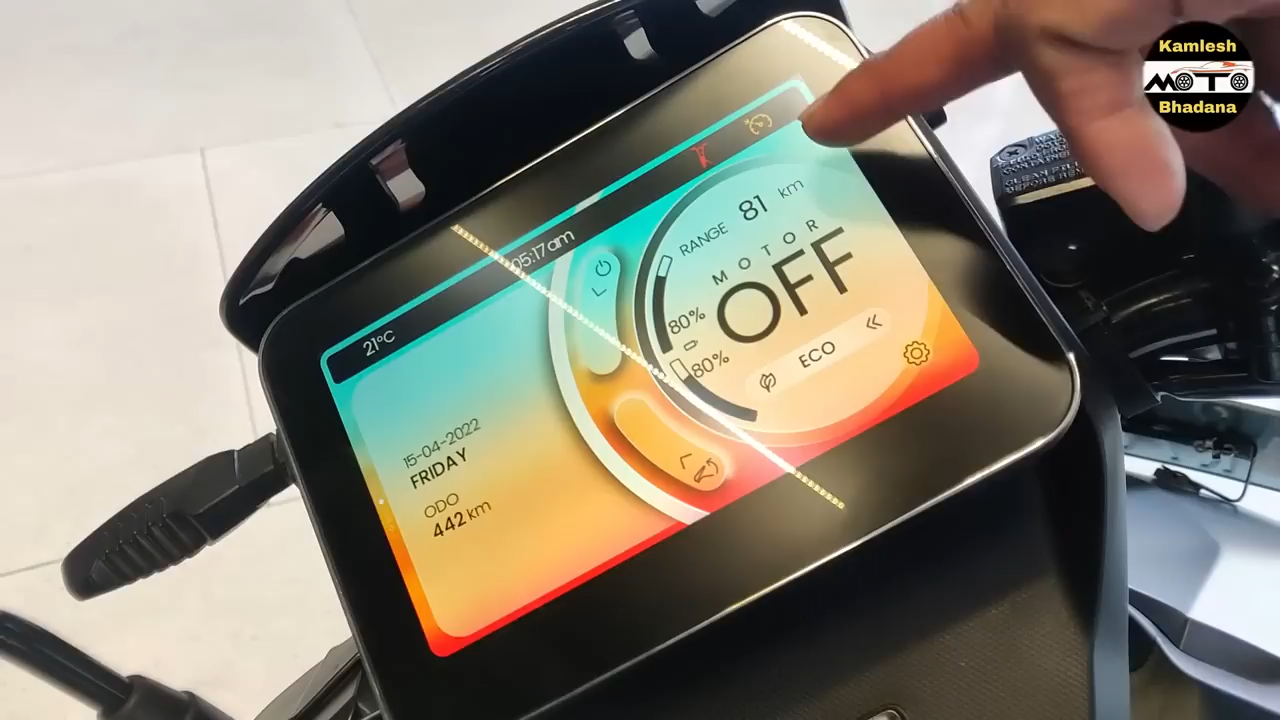 Kamlesh
MOTO
Bhadana
05:17am
21°C
RANGE 81 km
MOTOR
OFF
80%
80%
ECO
15-04-2022
FRIDAY
ODO
442 km